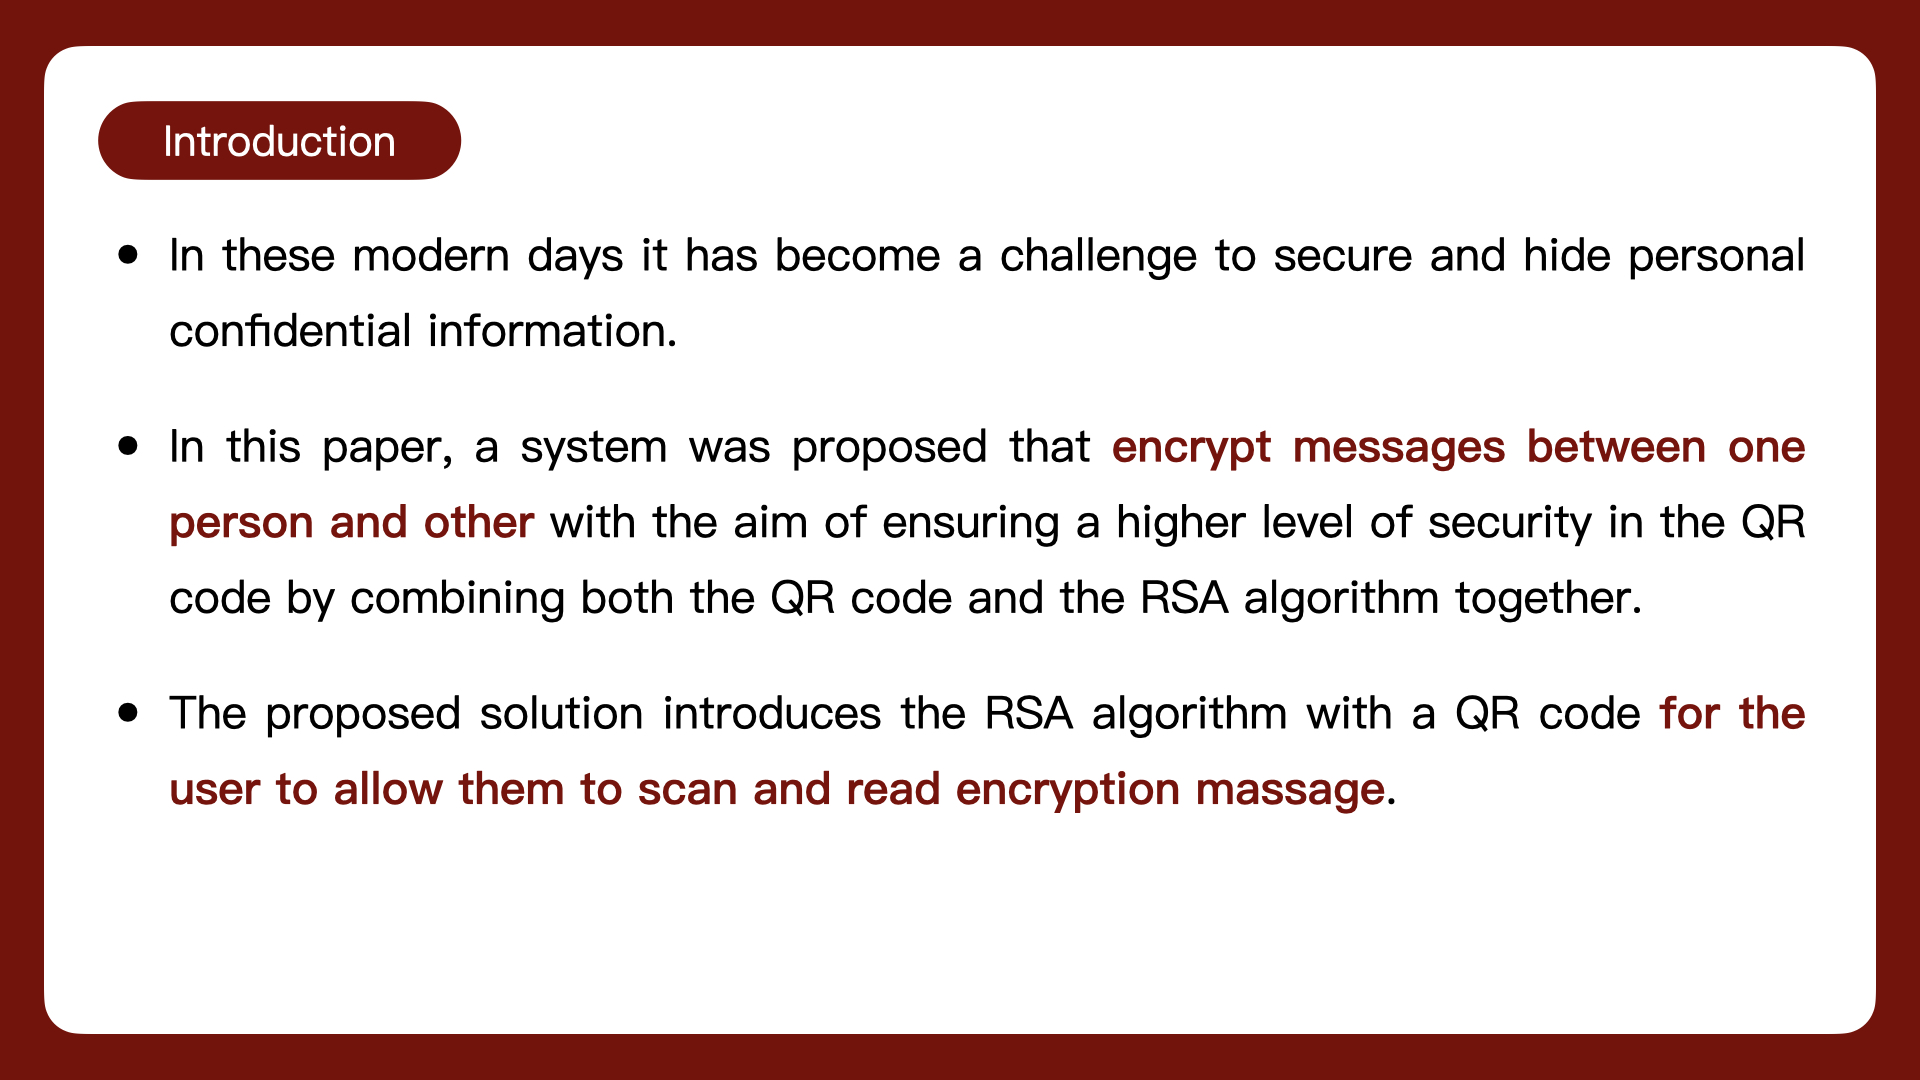 Introduction
● In these modern days it has become a challenge to secure and hide personal
confidential information.
● In this paper, a system was proposed that encrypt messages between one
person and other with the aim of ensuring a higher level of security in the QR
code by combining both the QR code and the RSA algorithm together.
● The proposed solution introduces the RSA algorithm with a QR code for the
user to allow them to scan and read encryption massage.